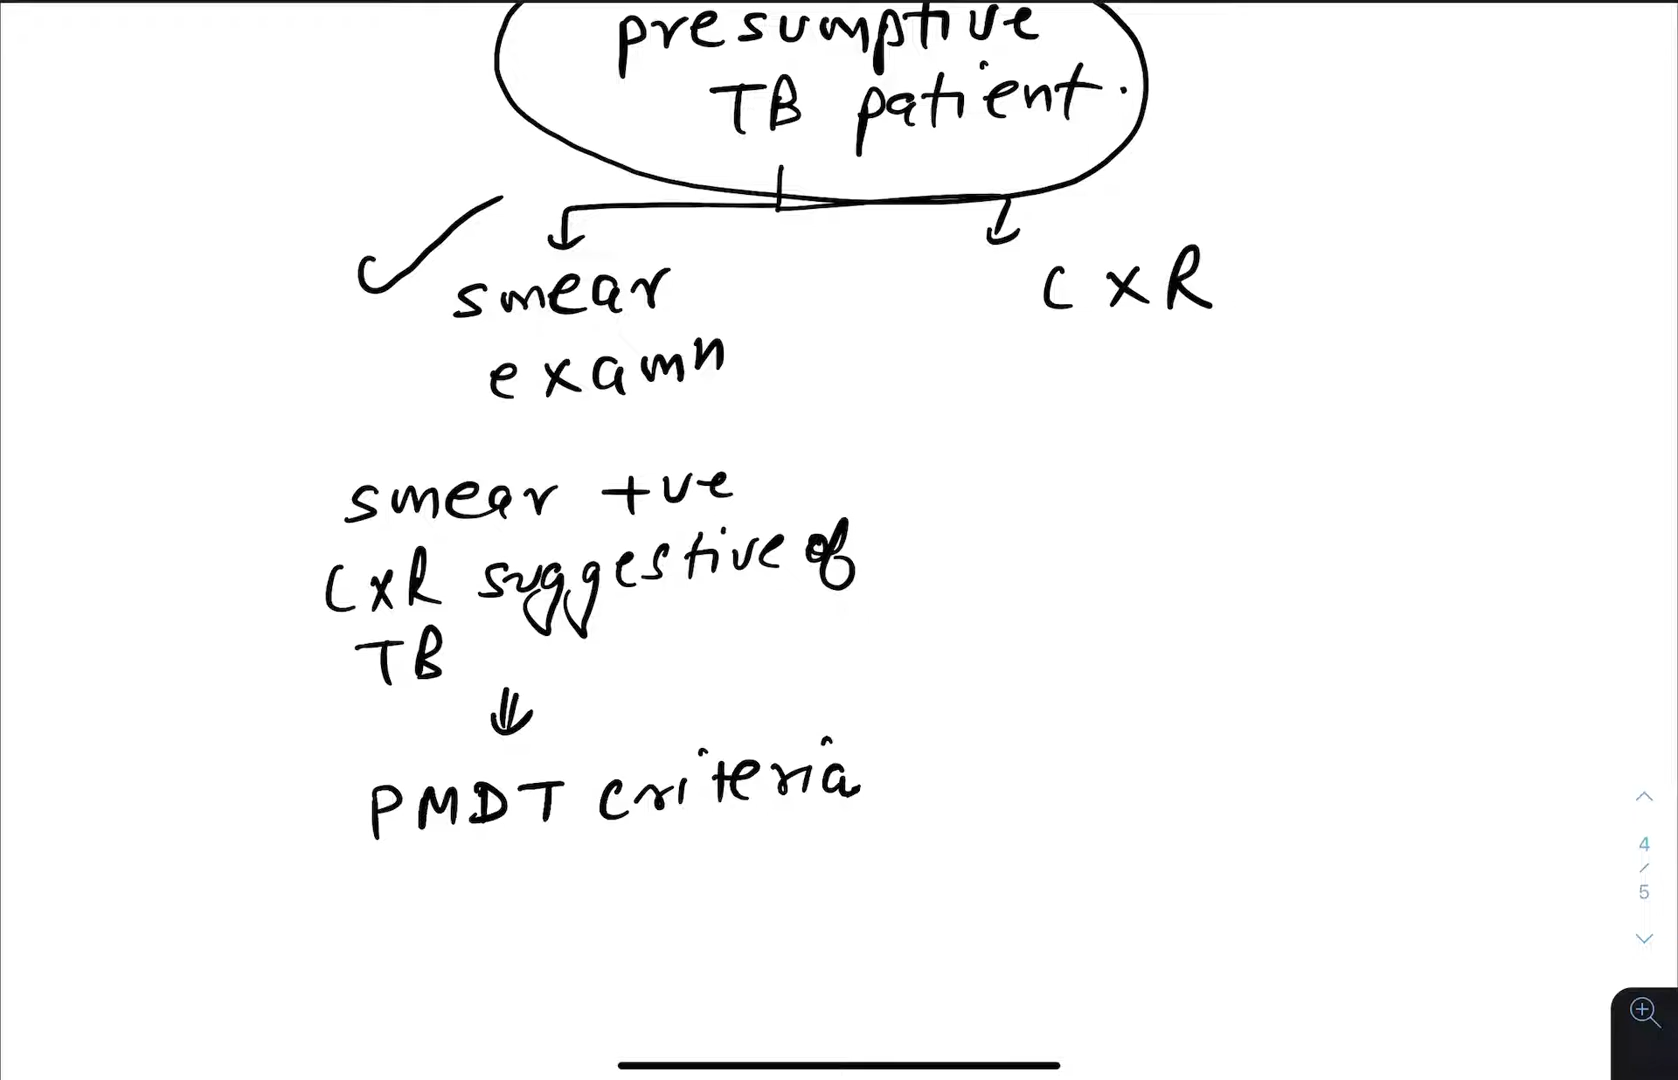 presumptive
TB patient.
smear
examn
CXR
smear +ve
CXR suggestive of
TB
PMDT criteria
4
/
5